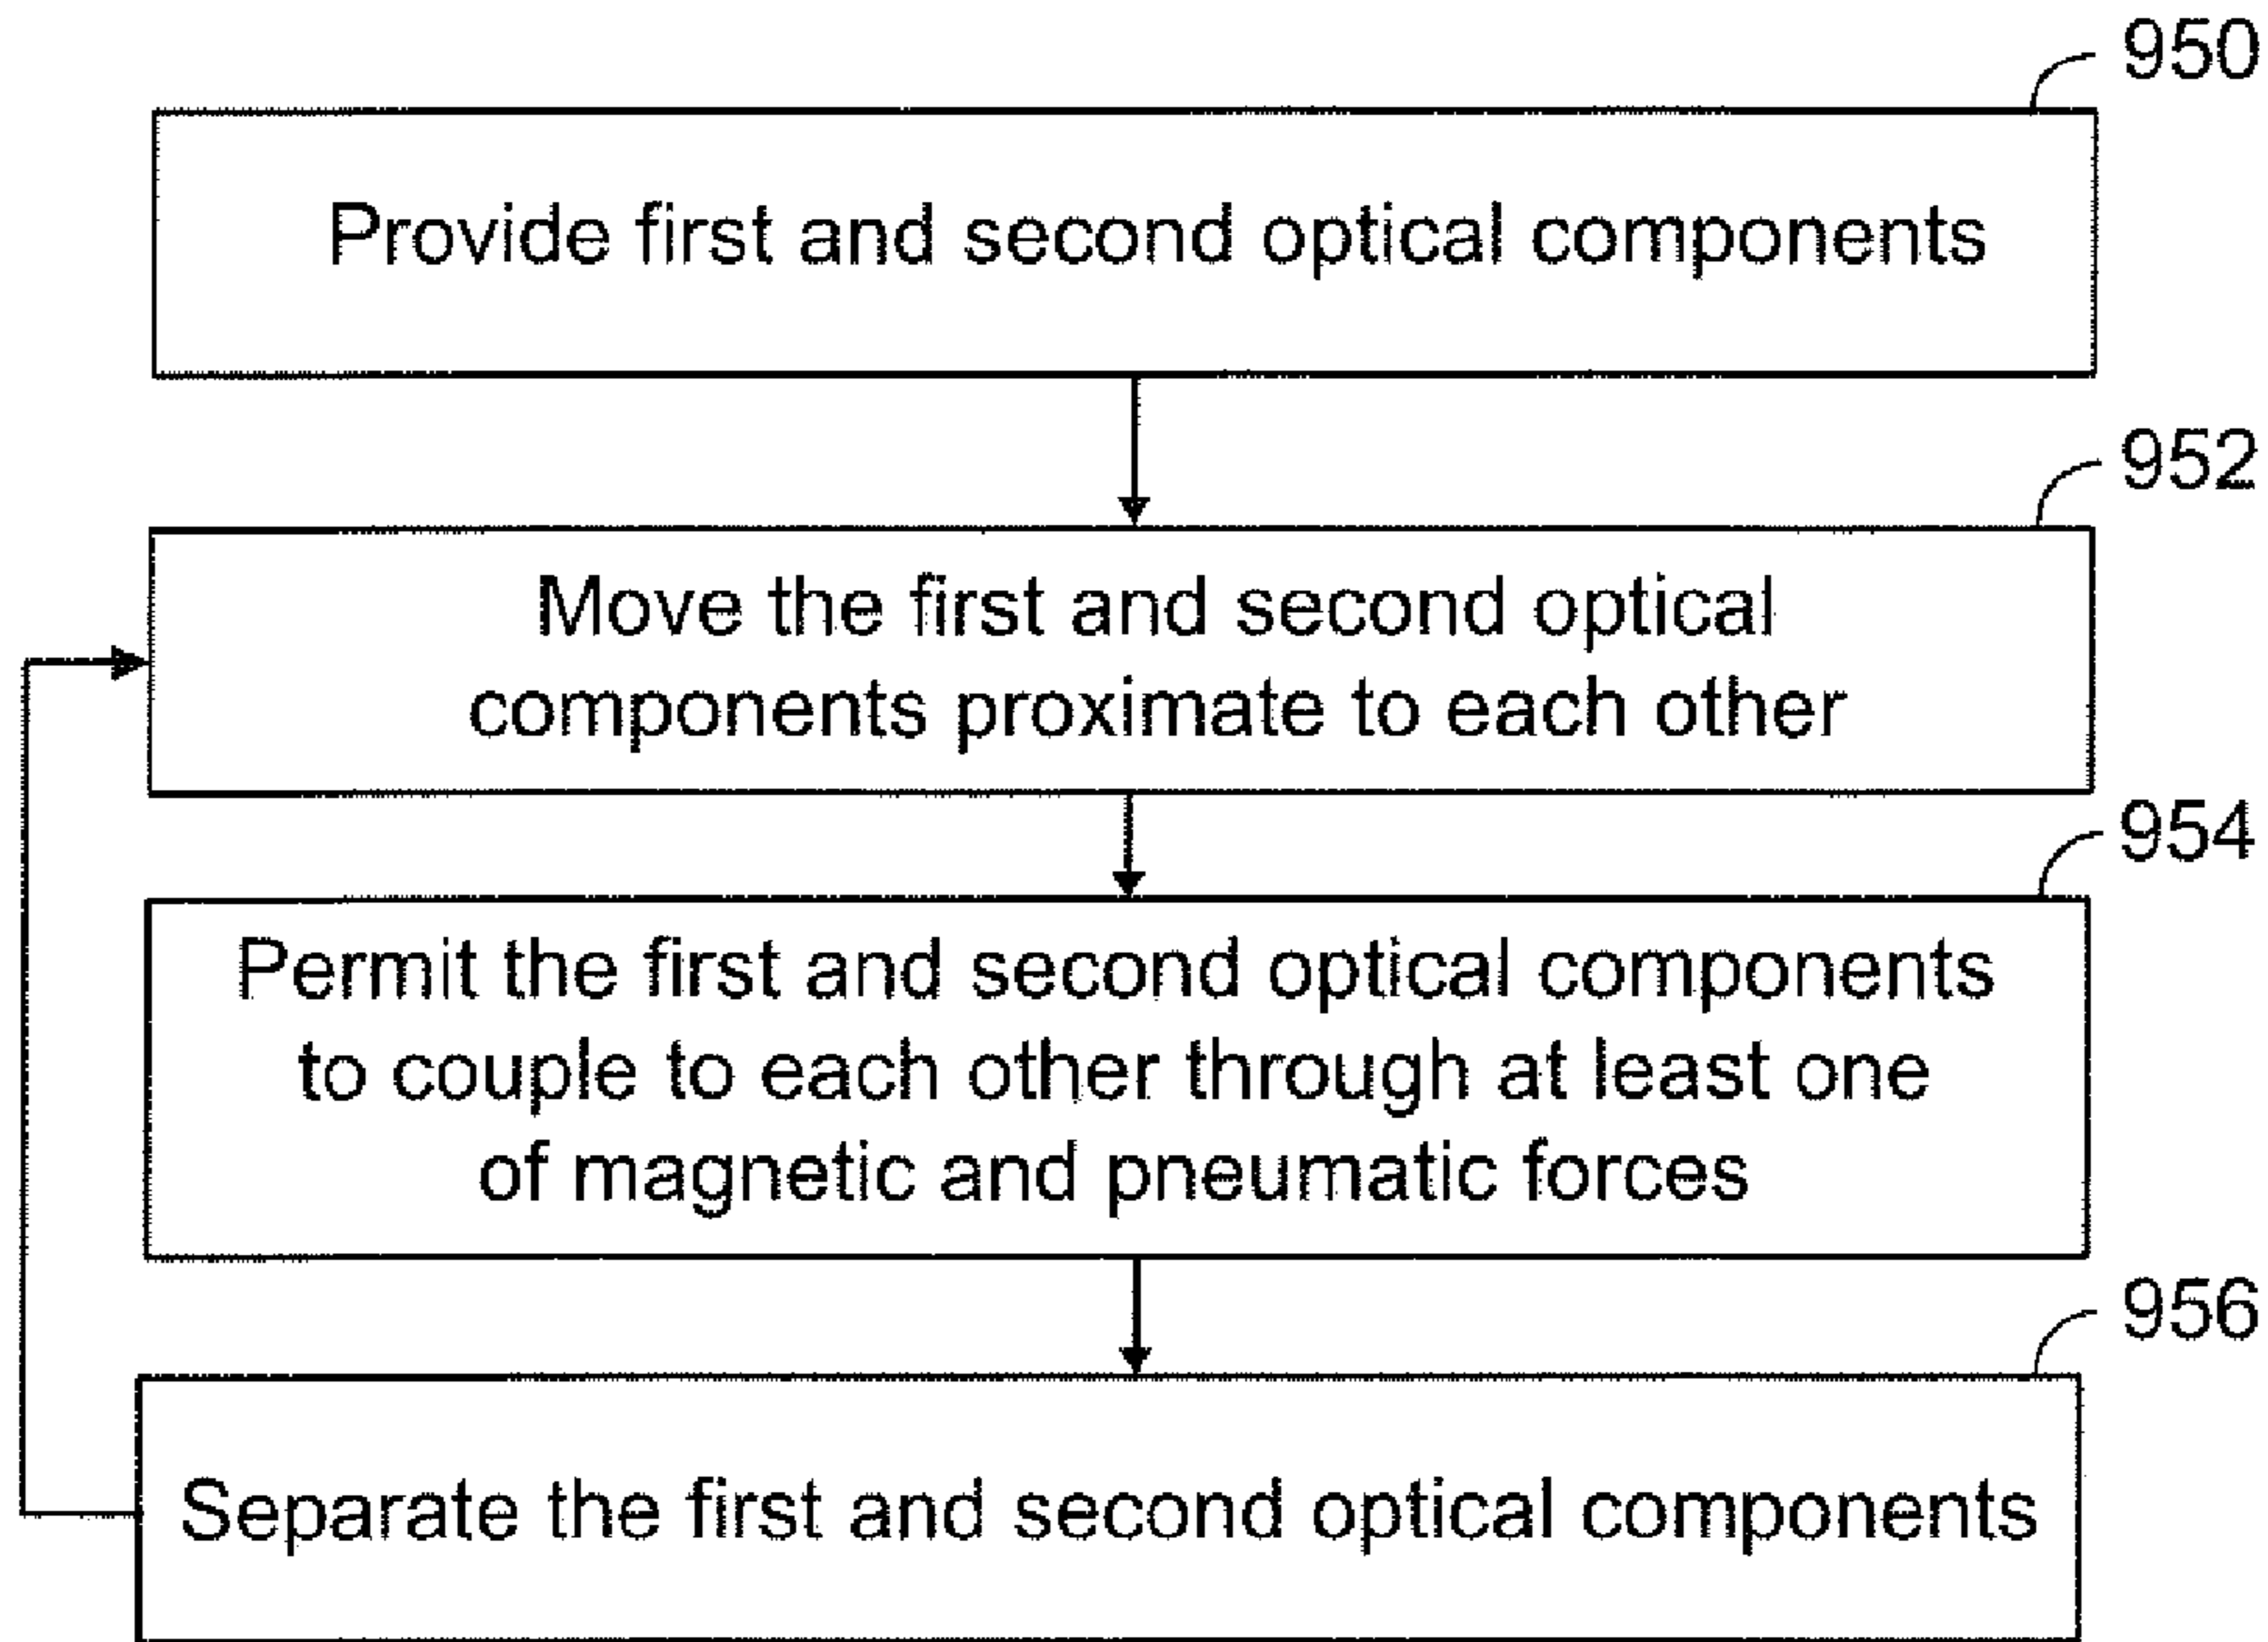 950
Provide first and second optical components
952
Move the first and second optical
components proximate to each other
954
Permit the first and second optical components
to couple to each other through at least one
of magnetic and pneumatic forces
956
Separate the first and second optical components